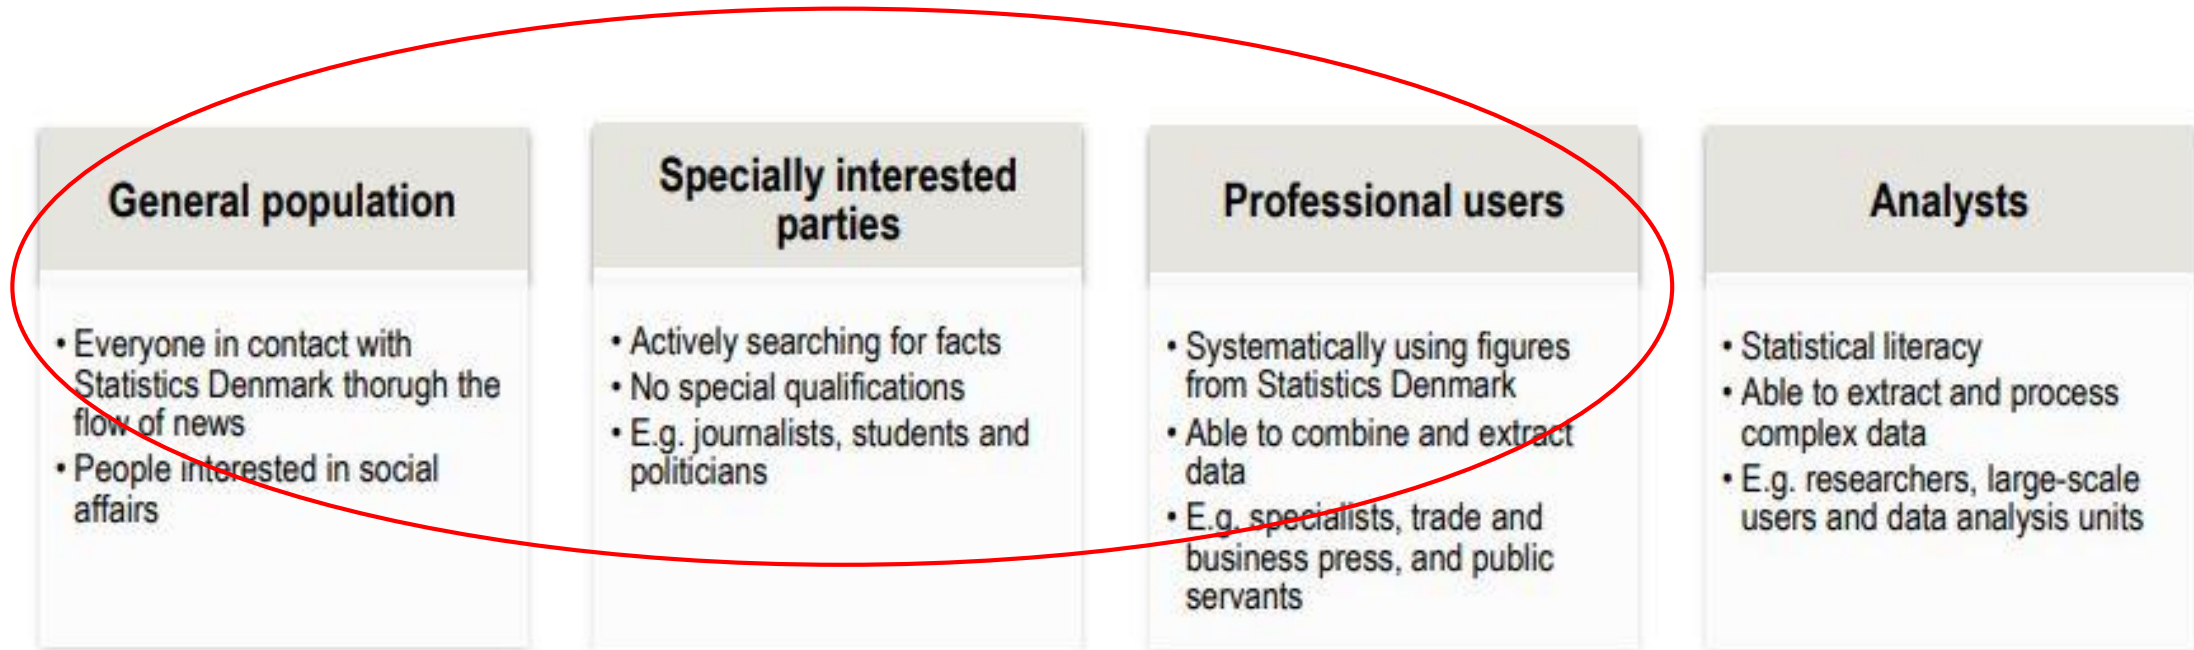 General population
• Everyone in contact with
Statistics Denmark thorugh the
flow of news
• People interested in social
affairs
Specially interested
parties
• Actively searching for facts
• No special qualifications
• E.g. journalists, students and
politicians
Professional users
• Systematically using figures
from Statistics Denmark
• Able to combine and extract
data
• E.g. specialists, trade and
business press, and public
servants
Analysts
• Statistical literacy
• Able to extract and process
complex data
• E.g. researchers, large-scale
users and data analysis units